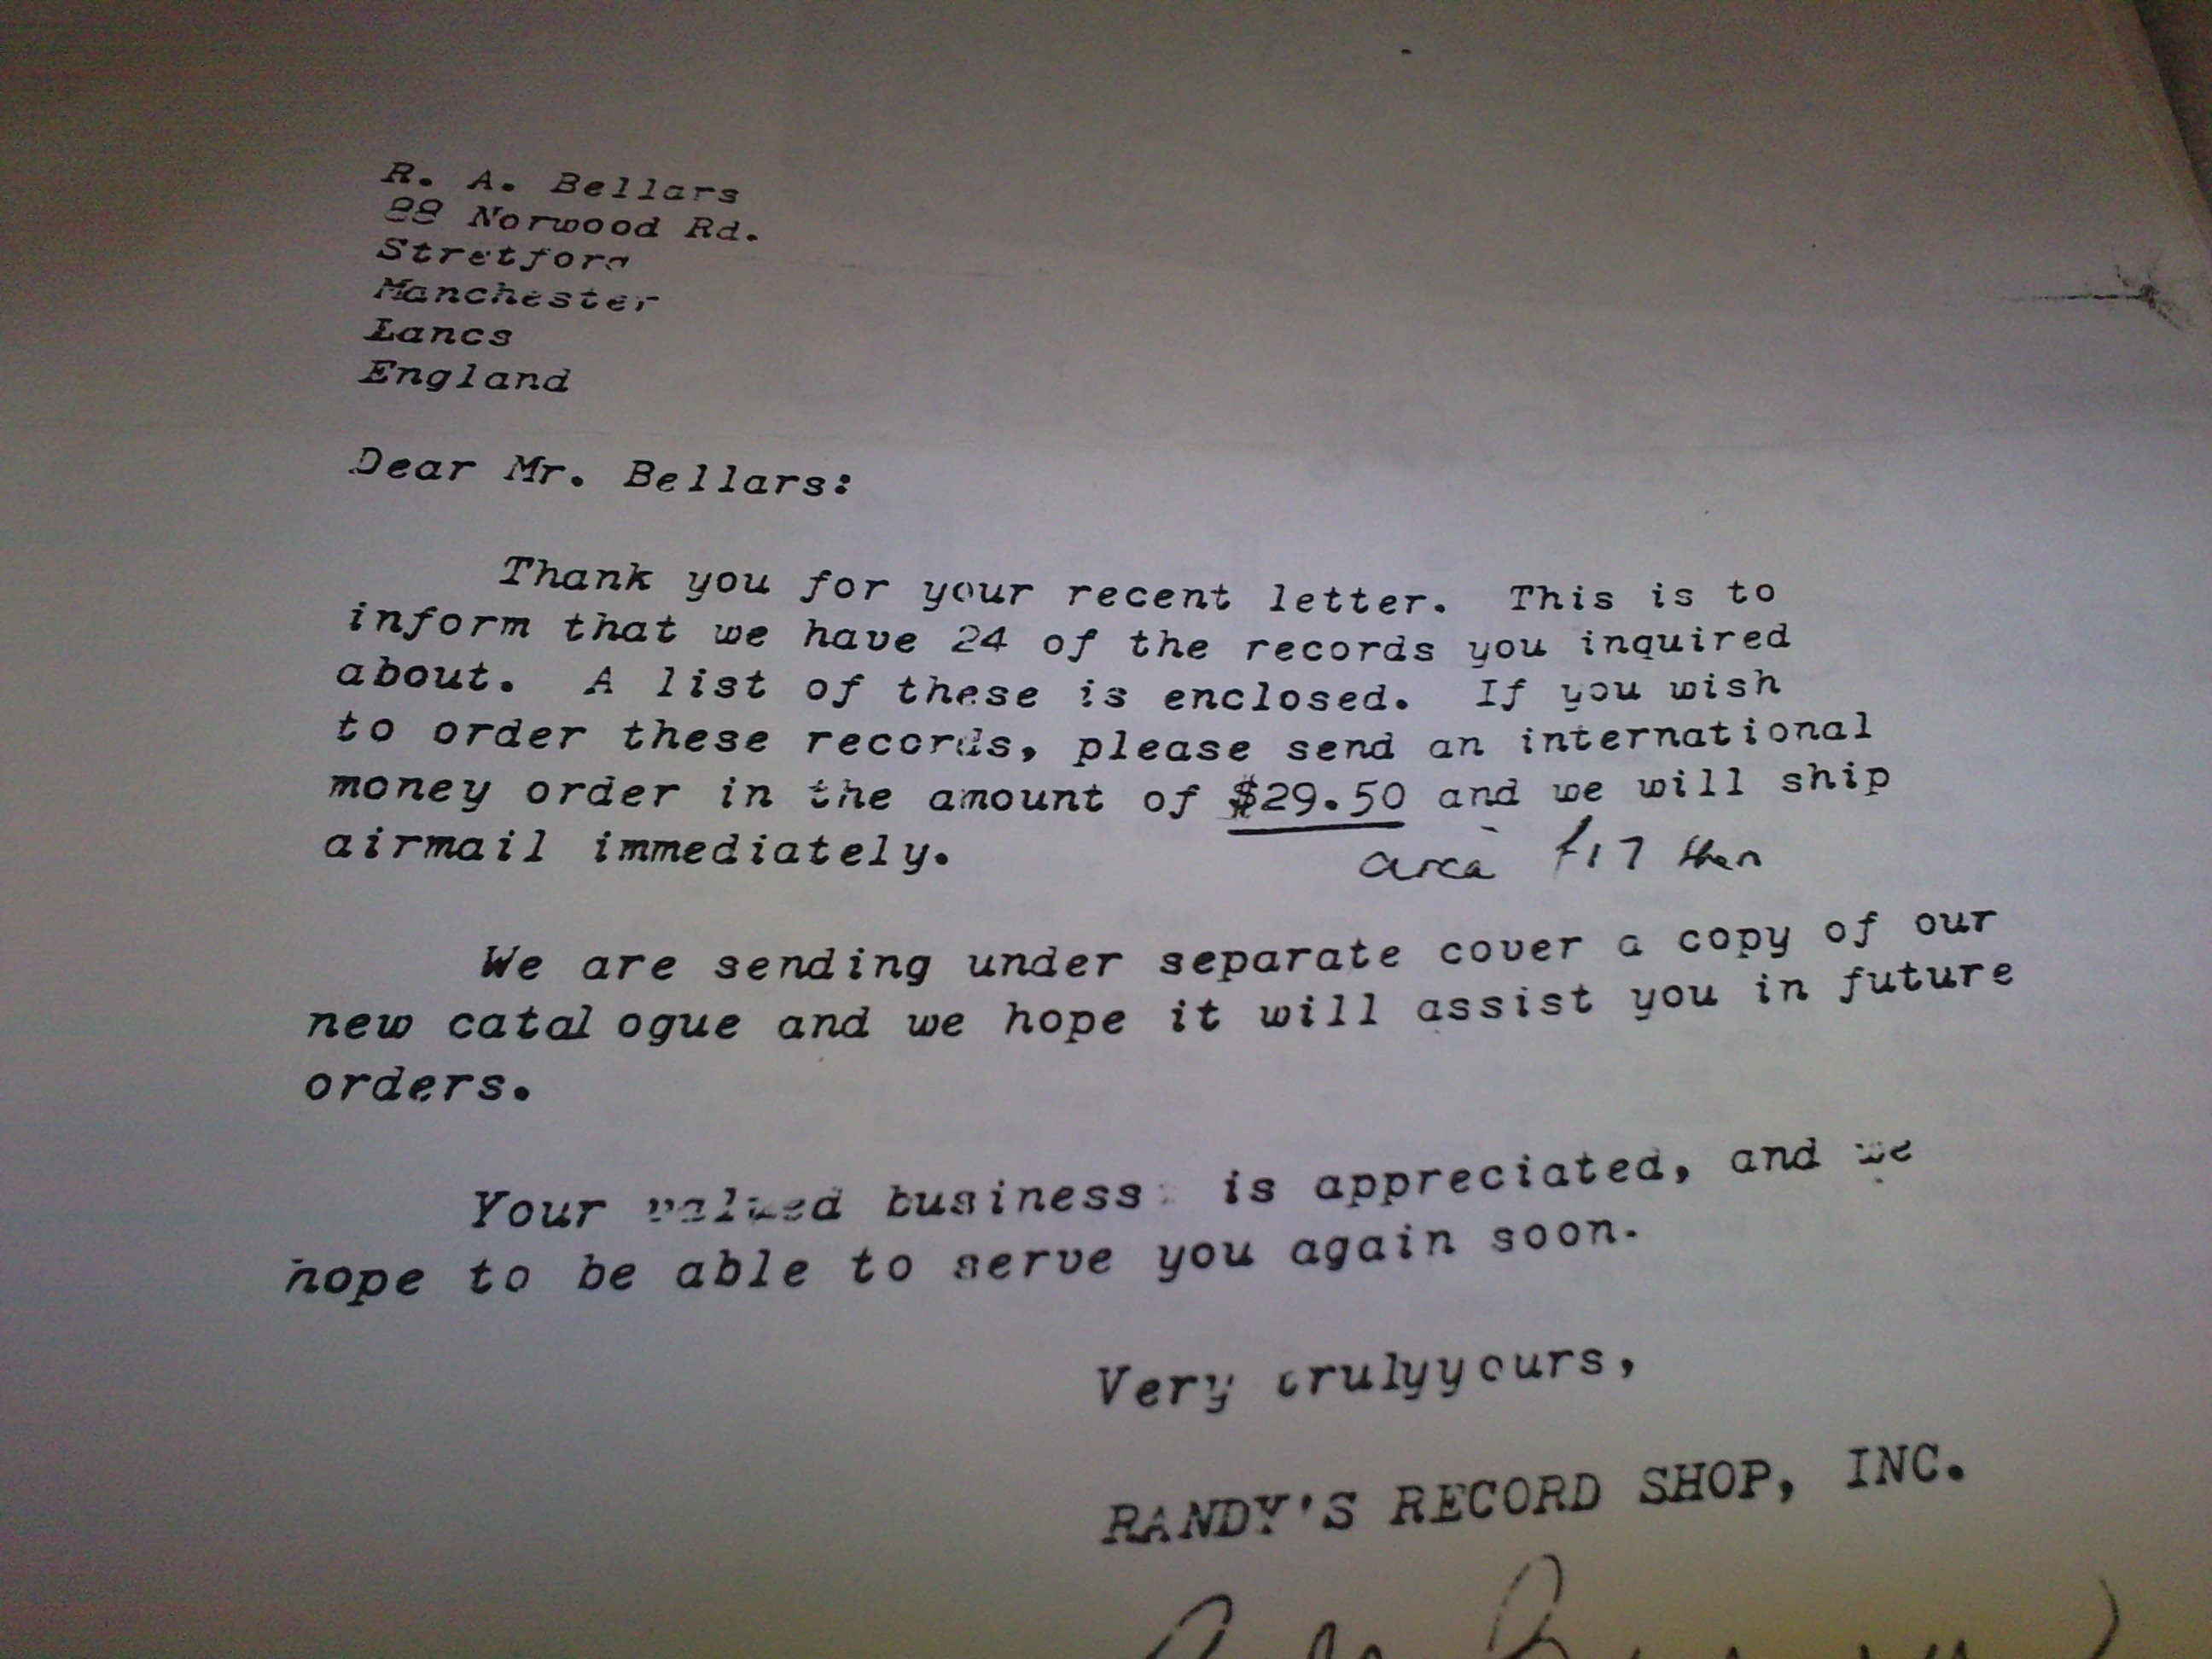 R. A. Bellars
88 Norwood Rd.
Stretford
Manchester
Lancs
England
Dear Mr. Bellars:
Thank you for your recent letter. This is to
inform that we have 24 of the records you inquired
about. A list of these is enclosed. If you wish
to order these records, please send an international
money order in the amount of $29.50 and we will ship
airmail immediately.
area £17 then
We are sending under separate cover a copy of our
new catal ogue and we hope it will assist you in future
orders.
Your valued business is appreciated, and we
hope to be able to serve you again soon.
Very trulyyours,
RANDY'S RECORD SHOP, INC.